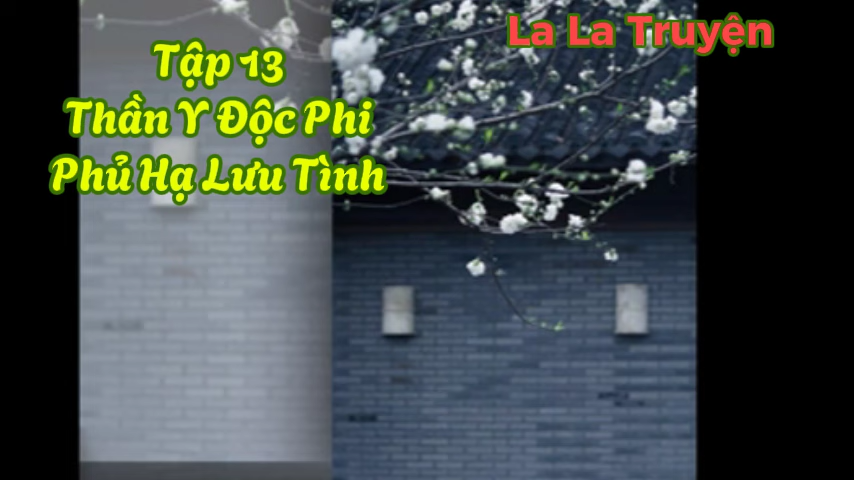 La La Truyện
Tập 13
Thần Y Độc Phi
Phủ Hạ Lưu Tình